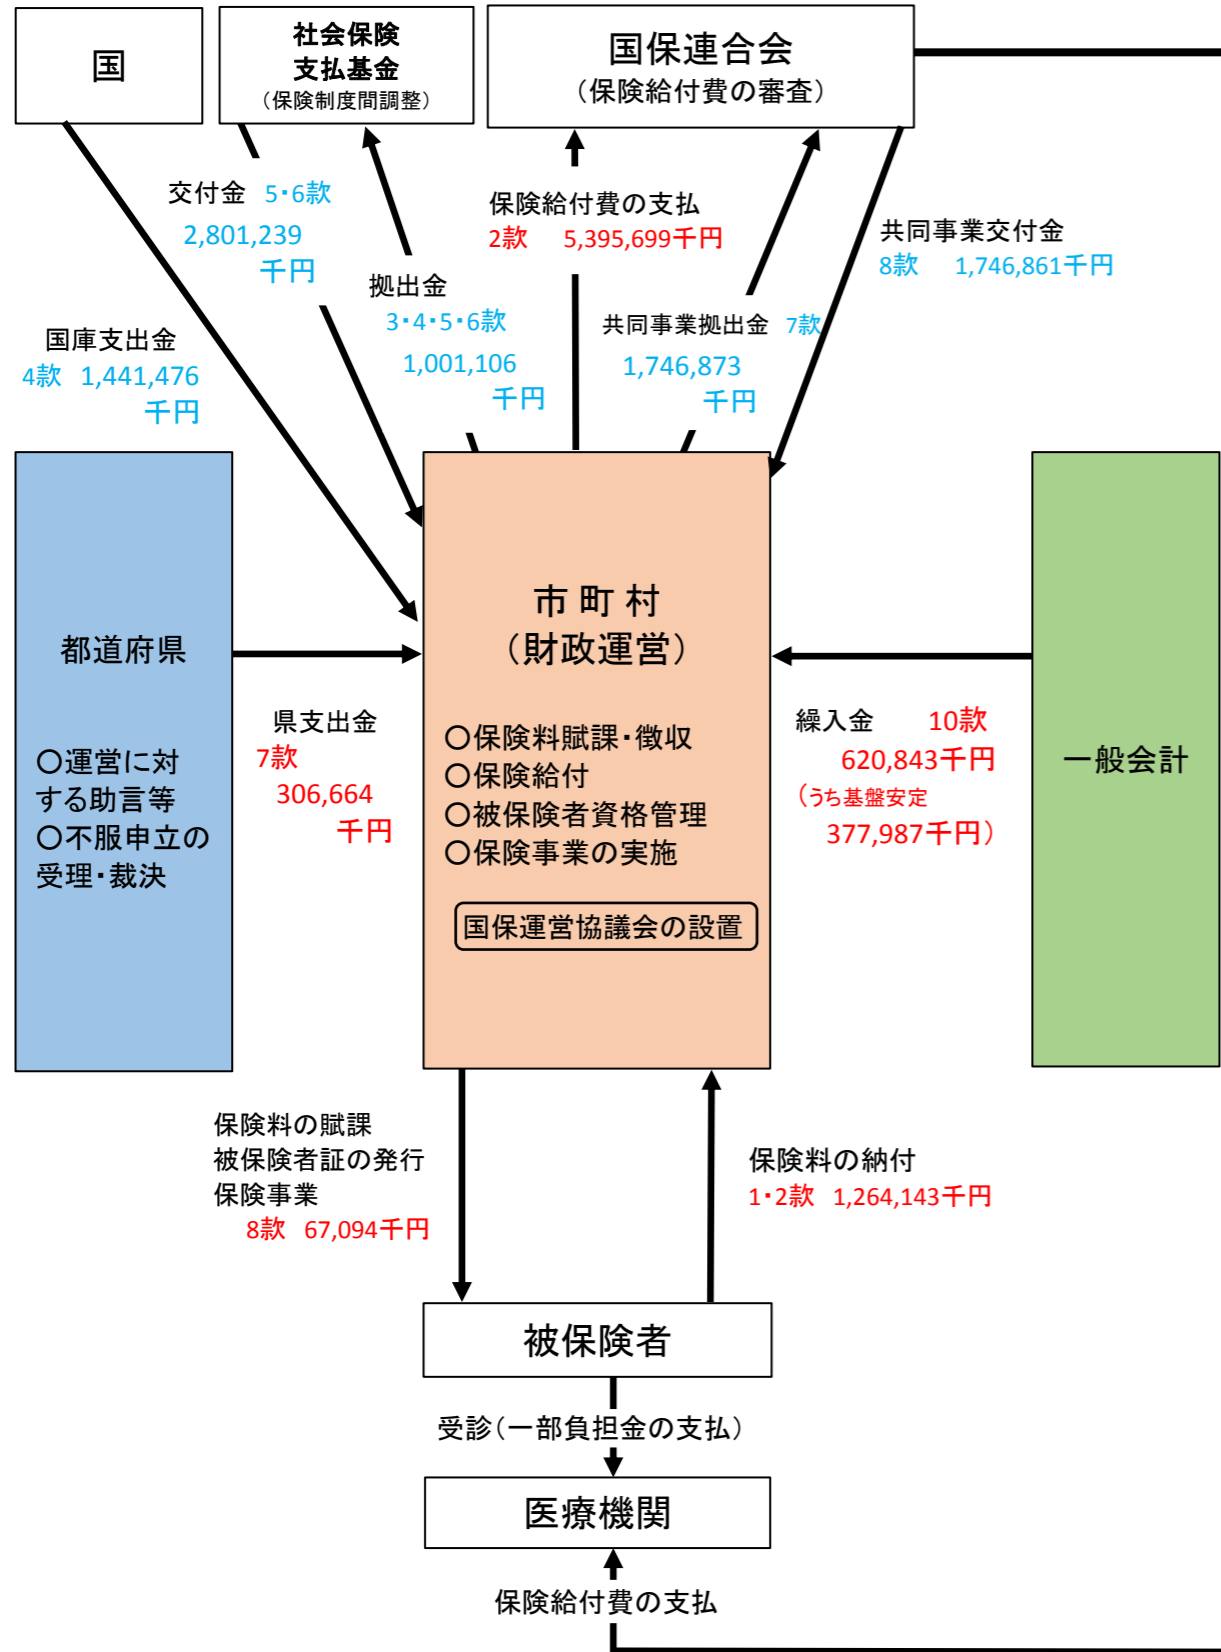 国
社会保険
支払基金
（保険制度間調整）
国保連合会
（保険給付費の審査）
交付金 5・6款
2,801,239
千円
保険給付費の支払
2款 5,395,699千円
共同事業交付金
8款 1,746,861千円
拠出金
3・4・5・6款
1,001,106
千円
共同事業拠出金 7款
1,746,873
千円
国庫支出金
4款 1,441,476
千円
都道府県
○運営に対
する助言等
○不服申立の
受理・裁決
県支出金
7款
306,664
千円
市町村
（財政運営）
○保険料賦課・徴収
○保険給付
○被保険者資格管理
○保険事業の実施
国保運営協議会の設置
繰入金 10款
620,843千円
（うち基盤安定
377,987千円）
一般会計
保険料の賦課
被保険者証の発行
保険事業
8款 67,094千円
保険料の納付
1・2款 1,264,143千円
被保険者
受診（一部負担金の支払）
医療機関
保険給付費の支払